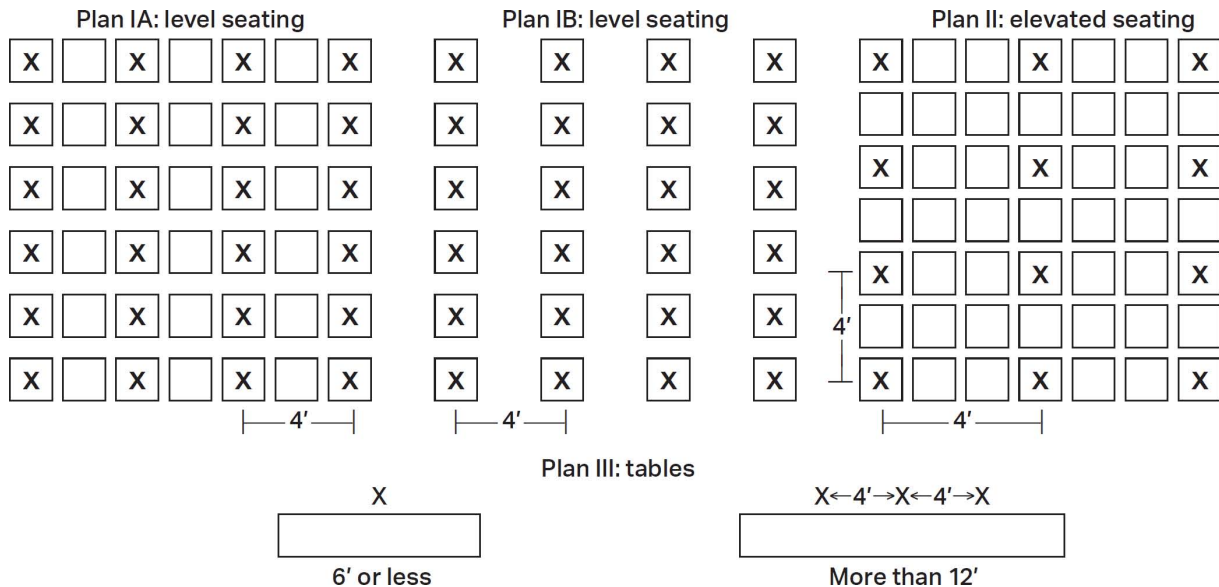 Plan IA: level seating
Plan IB: level seating
Plan II: elevated seating
X X X X X X X X X X X
X X X X X X X X
X X X X X X X X X X X
X X X X X X X X
X X X X X X X X X X X
4′
X X X X X X X X
X X X X X X X X X X X
4′ 4′ 4′
Plan III: tables
X
X←4′→X←4′→X
6′ or less
More than 12′